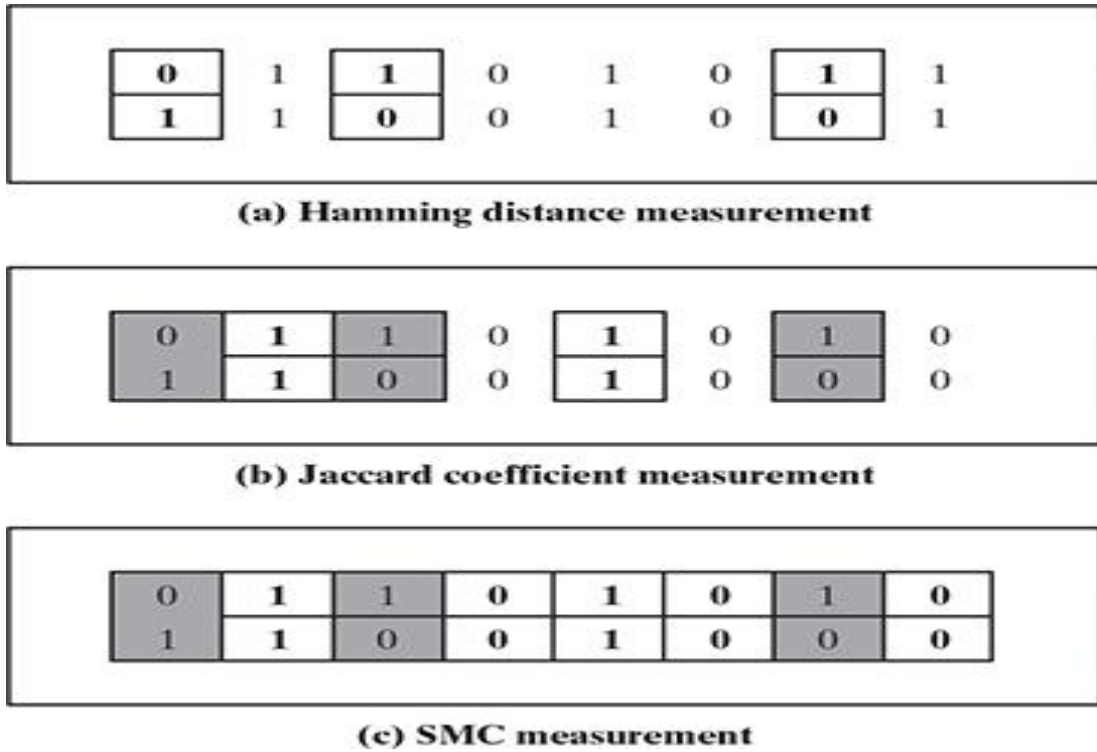 0 1 1 0 1 0 1 1
1 1 0 0 1 0 0 1
(a) Hamming distance measurement
0 1 1 0 1 0 1 0
1 1 0 0 1 0 0 0
(b) Jaccard coefficient measurement
0 1 1 0 1 0 1 0
1 1 0 0 1 0 0 0
(c) SMC measurement